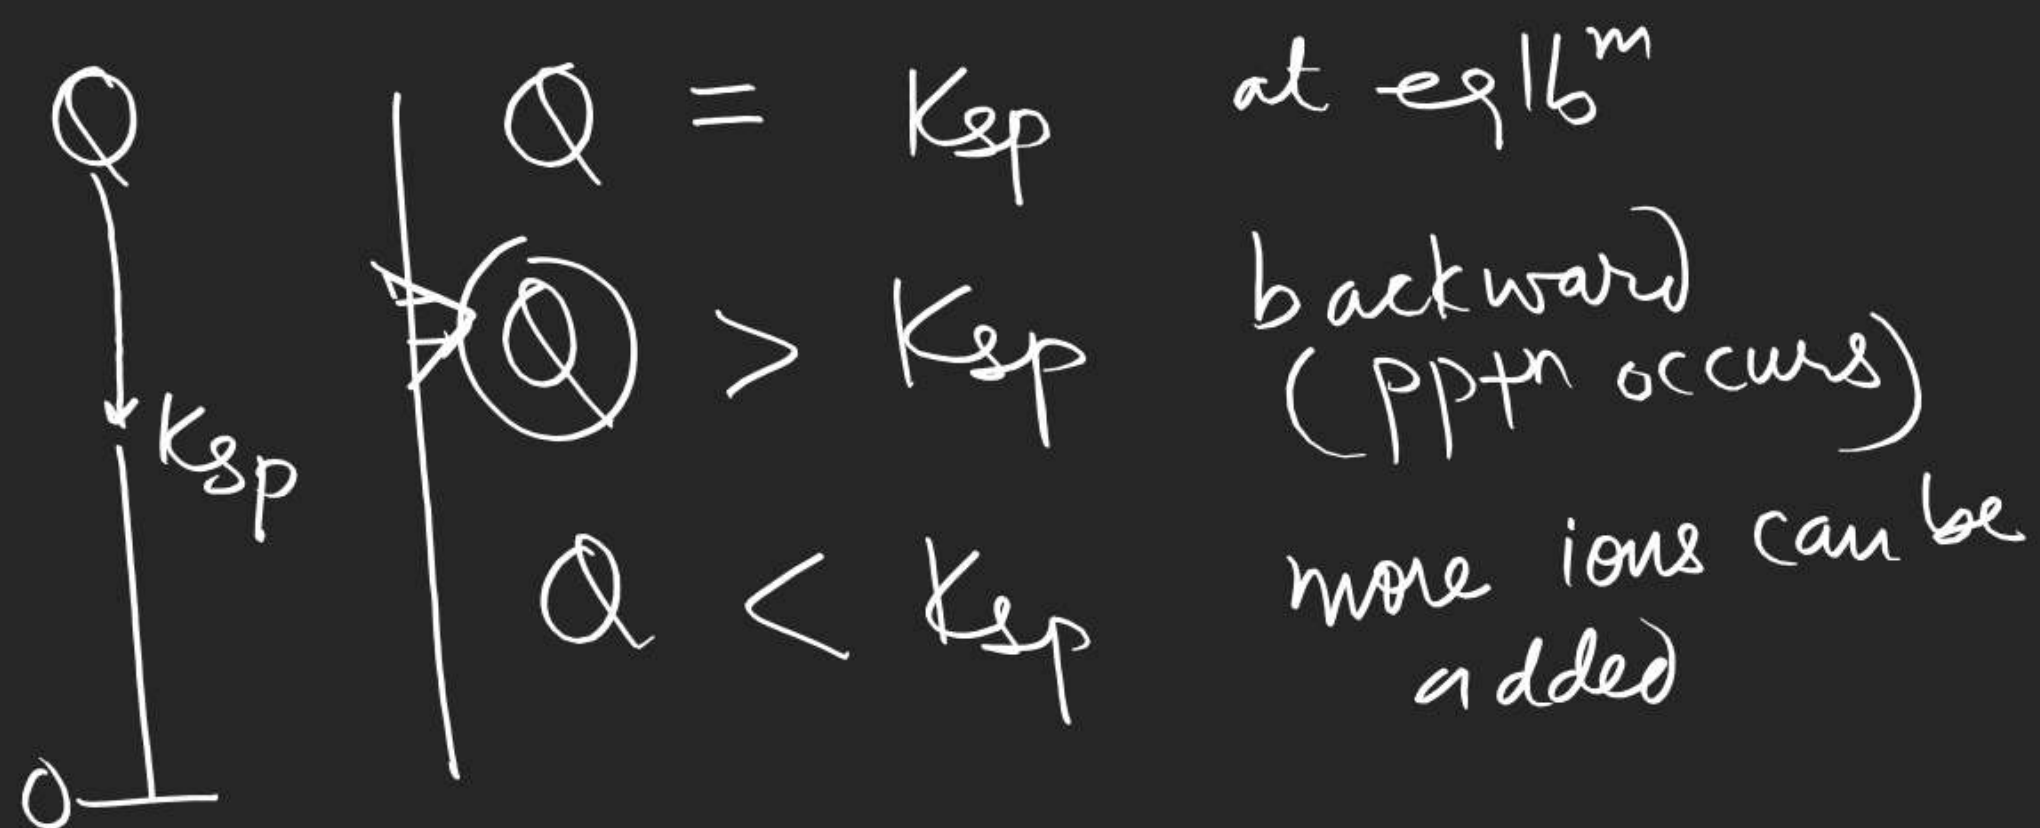 Q
Ksp
0
Q = Ksp at eqlbᵐ
Q > Ksp backward
(pptn occurs)
Q < Ksp more ions can be
added